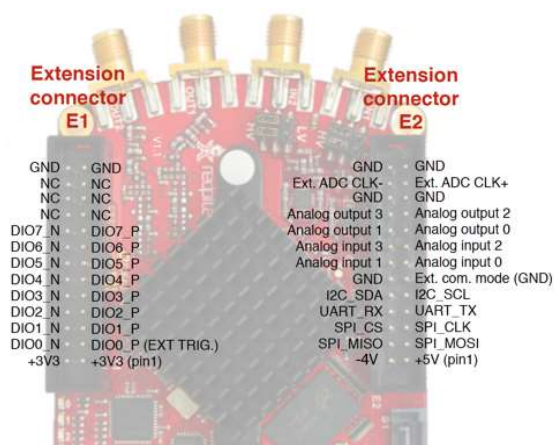 Extension connector E1
Extension connector E2
GND GND
NC NC
NC NC
NC NC
DIO7_N DIO7_P
DIO6_N DIO6_P
DIO5_N DIO5_P
DIO4_N DIO4_P
DIO3_N DIO3_P
DIO2_N DIO2_P
DIO1_N DIO1_P
DIO0_N DIO0_P (EXT TRIG.)
+3V3 +3V3 (pin1)
GND GND
Ext. ADC CLK- Ext. ADC CLK+
GND GND
Analog output 3 Analog output 2
Analog output 1 Analog output 0
Analog input 3 Analog input 2
Analog input 1 Analog input 0
GND Ext. com. mode (GND)
I2C_SDA I2C_SCL
UART_RX UART_TX
SPI_CS SPI_CLK
SPI_MISO SPI_MOSI
-4V +5V (pin1)
V1.1
LV
E2